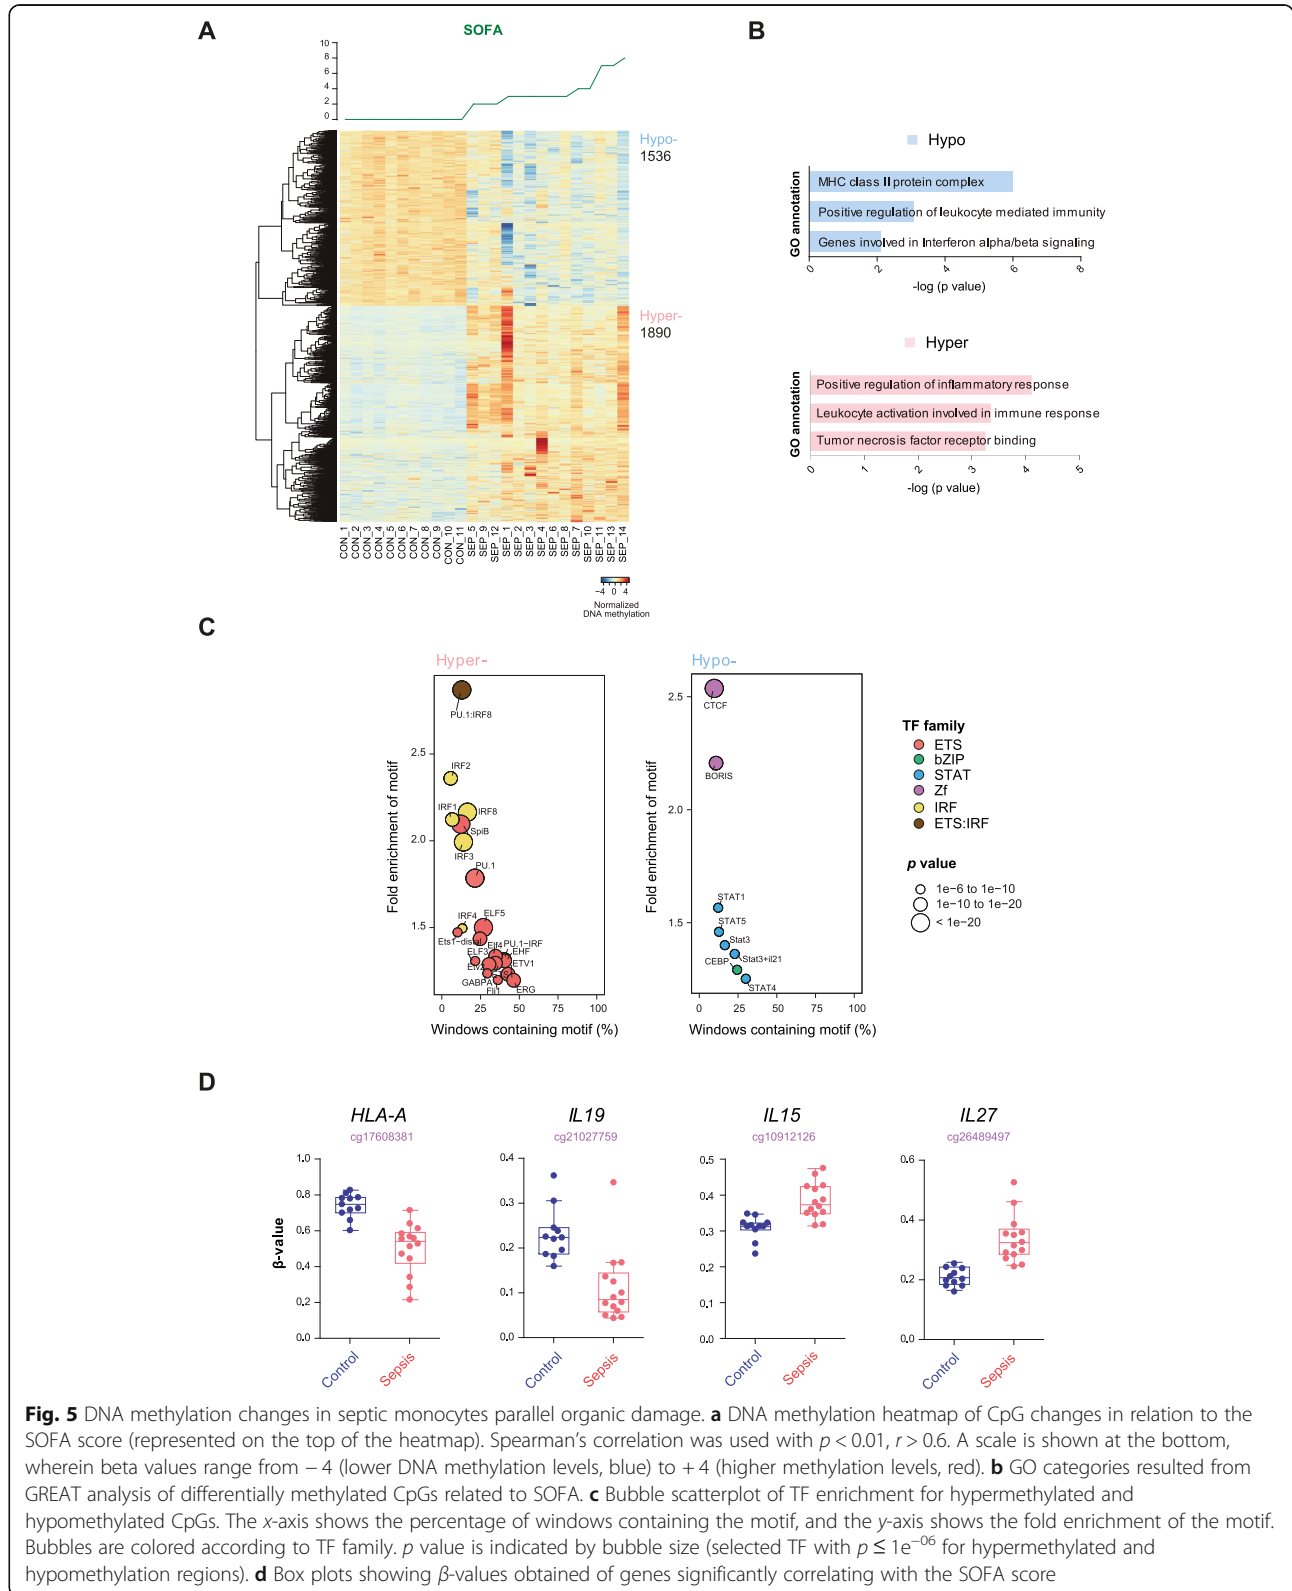 A
SOFA
10
8
6
4
2
0
Hypo-
1536
Hyper-
1890
CON_1
CON_2
CON_3
CON_4
CON_5
CON_6
CON_7
CON_8
CON_9
CON_10
CON_11
SEP_5
SEP_9
SEP_12
SEP_1
SEP_2
SEP_3
SEP_4
SEP_6
SEP_8
SEP_7
SEP_10
SEP_11
SEP_13
SEP_14
−4 0 4
Normalized
DNA methylation
B
Hypo
GO annotation
MHC class II protein complex
Positive regulation of leukocyte mediated immunity
Genes involved in Interferon alpha/beta signaling
0 2 4 6 8
-log (p value)
Hyper
GO annotation
Positive regulation of inflammatory response
Leukocyte activation involved in immune response
Tumor necrosis factor receptor binding
0 1 2 3 4 5
-log (p value)
C
Hyper-
Fold enrichment of motif
2.5
2.0
1.5
PU.1:IRF8
IRF2
IRF1
IRF8
SpiB
IRF3
PU.1
IRF4
ELF5
Ets1−distal
Elf4
PU.1−IRF
ELF3
EHF
ETV1
GABPA
Fli1
ERG
0 25 50 75 100
Windows containing motif (%)
Hypo-
Fold enrichment of motif
2.5
2.0
1.5
CTCF
BORIS
STAT1
STAT5
Stat3
Stat3+il21
CEBP
STAT4
0 25 50 75 100
Windows containing motif (%)
TF family
ETS
bZIP
STAT
Zf
IRF
ETS:IRF
p value
1e−6 to 1e−10
1e−10 to 1e−20
< 1e−20
D
HLA-A
cg17608381
β-value
1.0
0.8
0.6
0.4
0.2
0.0
Control
Sepsis
IL19
cg21027759
0.4
0.3
0.2
0.1
0.0
Control
Sepsis
IL15
cg10912126
0.5
0.4
0.3
0.2
0.1
0.0
Control
Sepsis
IL27
cg26489497
0.6
0.4
0.2
0.0
Control
Sepsis
Fig. 5 DNA methylation changes in septic monocytes parallel organic damage. a DNA methylation heatmap of CpG changes in relation to the
SOFA score (represented on the top of the heatmap). Spearman's correlation was used with p < 0.01, r > 0.6. A scale is shown at the bottom,
wherein beta values range from − 4 (lower DNA methylation levels, blue) to + 4 (higher methylation levels, red). b GO categories resulted from
GREAT analysis of differentially methylated CpGs related to SOFA. c Bubble scatterplot of TF enrichment for hypermethylated and
hypomethylated CpGs. The x-axis shows the percentage of windows containing the motif, and the y-axis shows the fold enrichment of the motif.
Bubbles are colored according to TF family. p value is indicated by bubble size (selected TF with p ≤ 1e−06 for hypermethylated and
hypomethylation regions). d Box plots showing β-values obtained of genes significantly correlating with the SOFA score